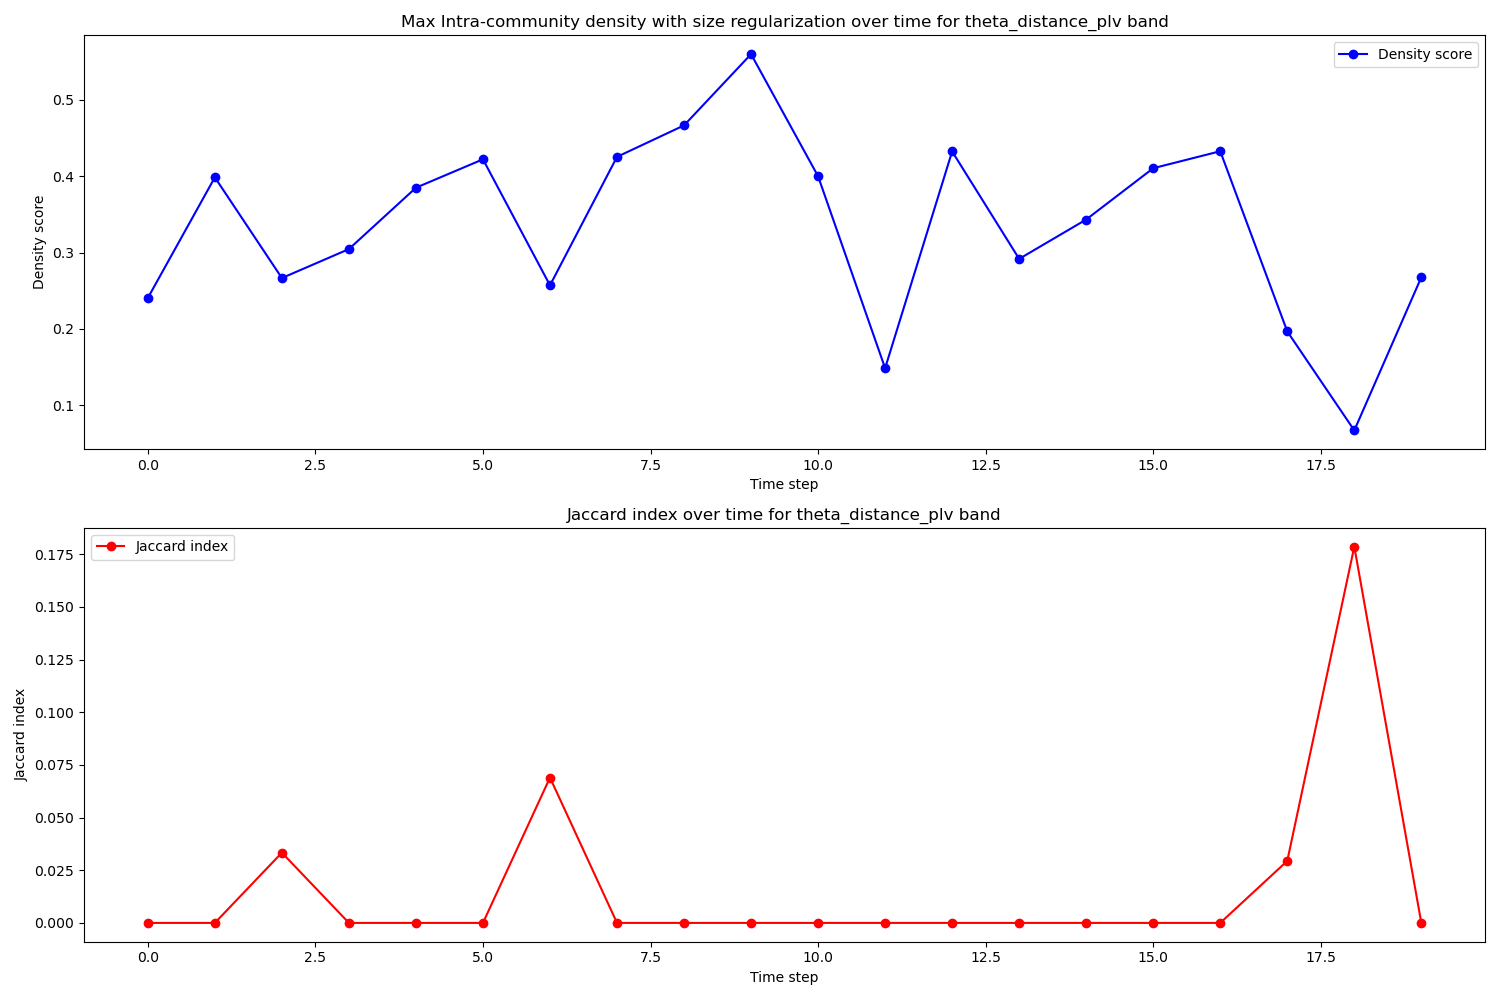 Max Intra-community density with size regularization over time for theta_distance_plv band
Density score
Density score
0.5
0.4
0.3
0.2
0.1
0.0 2.5 5.0 7.5 10.0 12.5 15.0 17.5
Time step
Jaccard index over time for theta_distance_plv band
Jaccard index
Jaccard index
0.175
0.150
0.125
0.100
0.075
0.050
0.025
0.000
0.0 2.5 5.0 7.5 10.0 12.5 15.0 17.5
Time step